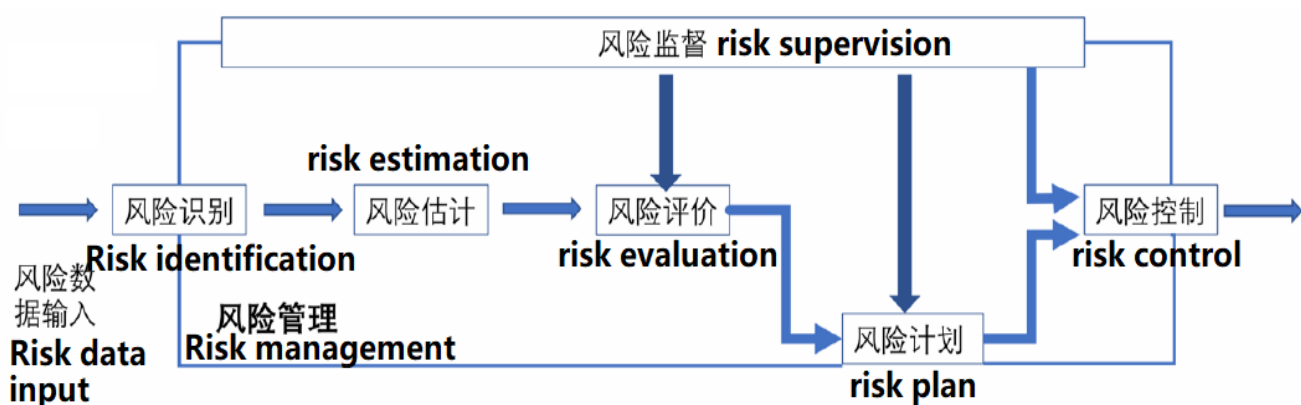 风险监督 risk supervision
risk estimation
风险识别
风险估计
风险评价
风险控制
Risk identification
risk evaluation
risk control
风险数
据输入
Risk data
input
风险管理
Risk management
风险计划
risk plan